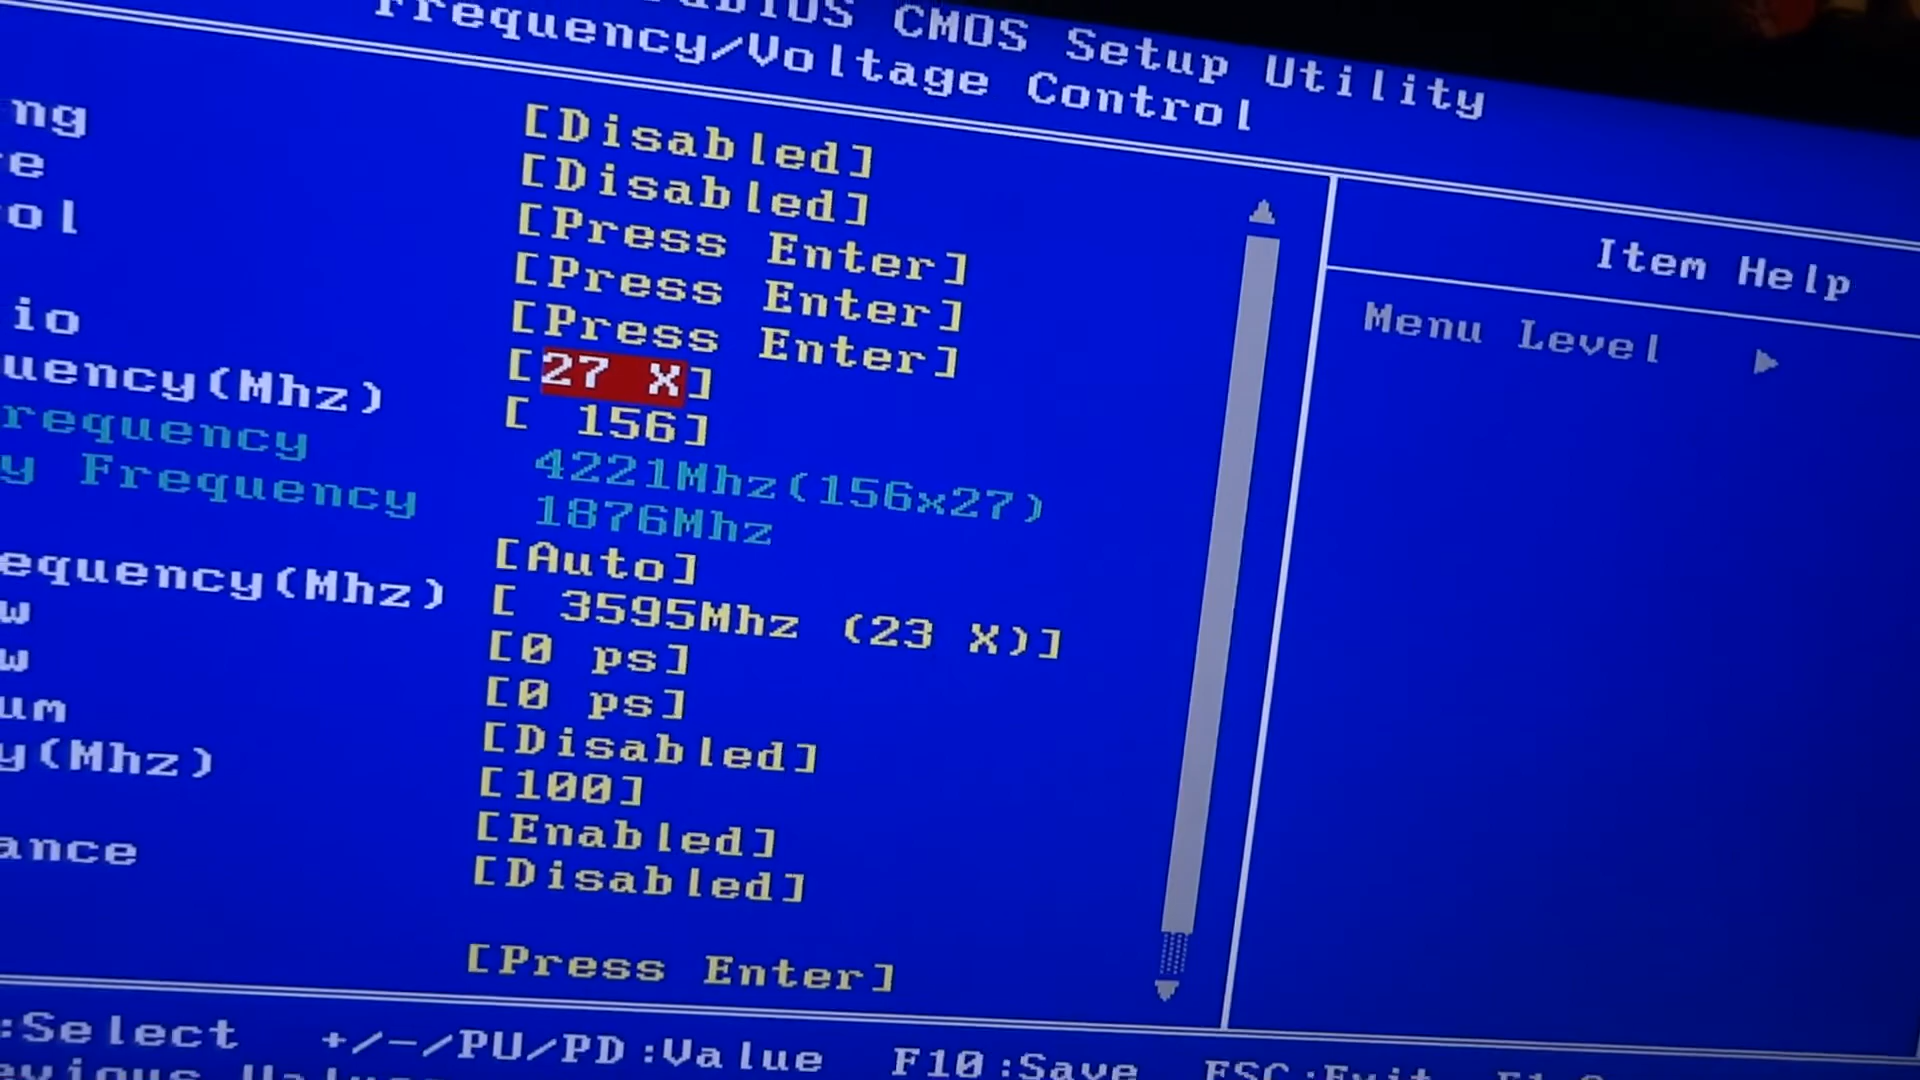 CMOS Setup Utility
Frequency/Voltage Control
ng [Disabled]
e [Disabled]
ol [Press Enter]
[Press Enter]
[Press Enter]
io [27 X]
uency(Mhz) [ 156]
requency 4221Mhz(156x27)
y Frequency 1876Mhz
[Auto]
equency(Mhz) [ 3595Mhz (23 X)]
w [0 ps]
w [0 ps]
um [Disabled]
y(Mhz) [100]
[Enabled]
ance [Disabled]
[Press Enter]
Item Help
Menu Level ▶
:Select +/-/PU/PD:Value F10:Save ESC:Exit